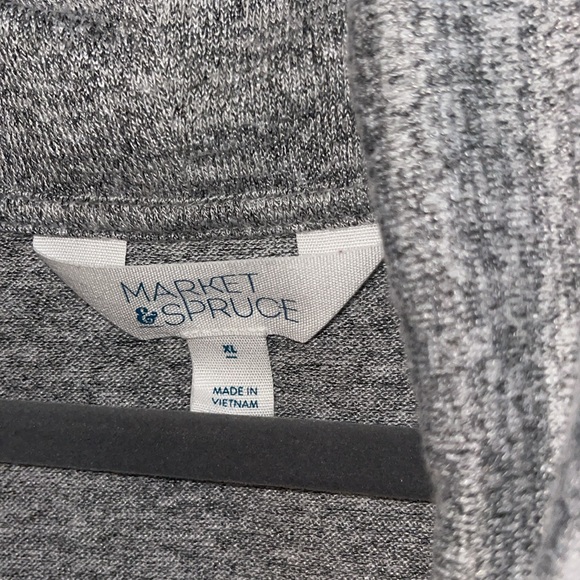 MARKET
&SPRUCE
XL
MADE IN
VIETNAM